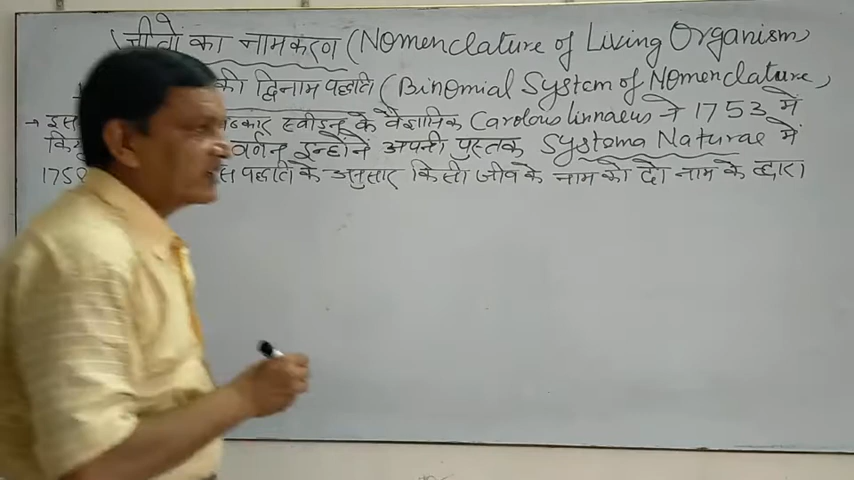 जीवों का नामकरण (Nomenclature of Living Organism)
की द्विनाम पद्धति (Binomial System of Nomenclature)
→ इस स्वीडन के वैज्ञानिक Carolous linnaeus ने 1753 में
वर्णन इन्होंने अपनी पुस्तक Systema Naturae में
175 पद्धति के अनुसार किसी जीव के नाम को दो नाम के द्वारा